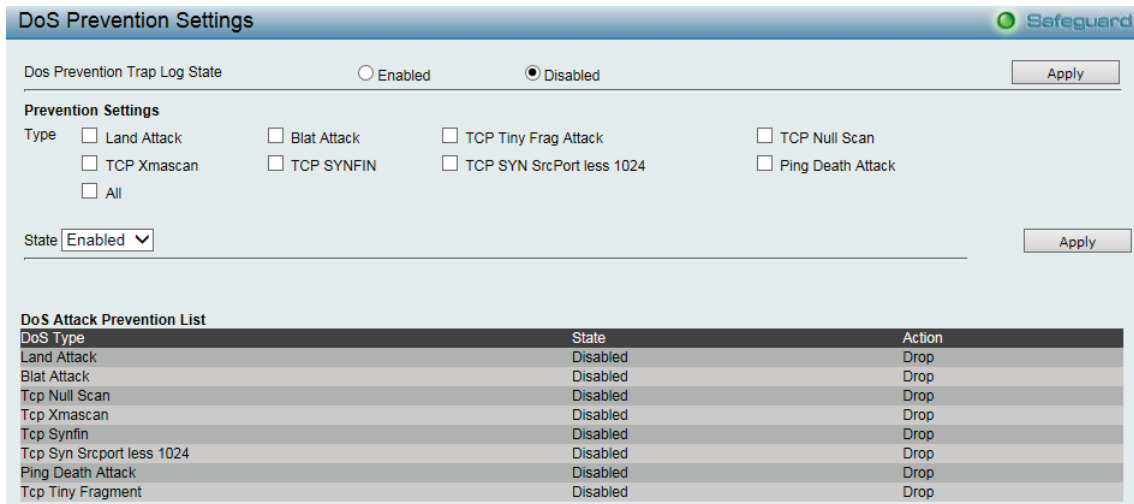 DoS Prevention Settings
Safeguard
Dos Prevention Trap Log State Enabled Disabled Apply
Prevention Settings
Type Land Attack Blat Attack TCP Tiny Frag Attack TCP Null Scan
TCP Xmascan TCP SYNFIN TCP SYN SrcPort less 1024 Ping Death Attack
All
State Enabled Apply
DoS Attack Prevention List
DoS Type State Action
Land Attack Disabled Drop
Blat Attack Disabled Drop
Tcp Null Scan Disabled Drop
Tcp Xmascan Disabled Drop
Tcp Synfin Disabled Drop
Tcp Syn Srcport less 1024 Disabled Drop
Ping Death Attack Disabled Drop
Tcp Tiny Fragment Disabled Drop